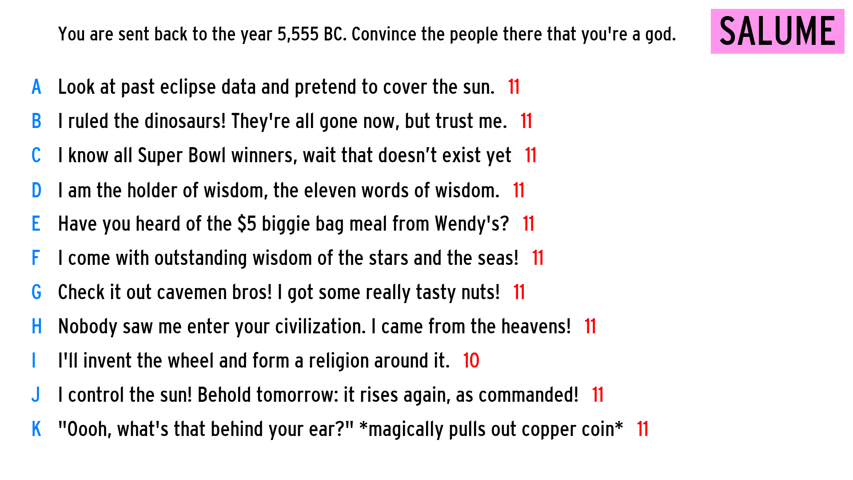 You are sent back to the year 5,555 BC. Convince the people there that you're a god.
SALUME
A Look at past eclipse data and pretend to cover the sun. 11
B I ruled the dinosaurs! They're all gone now, but trust me. 11
C I know all Super Bowl winners, wait that doesn’t exist yet 11
D I am the holder of wisdom, the eleven words of wisdom. 11
E Have you heard of the $5 biggie bag meal from Wendy's? 11
F I come with outstanding wisdom of the stars and the seas! 11
G Check it out cavemen bros! I got some really tasty nuts! 11
H Nobody saw me enter your civilization. I came from the heavens! 11
I I'll invent the wheel and form a religion around it. 10
J I control the sun! Behold tomorrow: it rises again, as commanded! 11
K "Oooh, what's that behind your ear?" *magically pulls out copper coin* 11